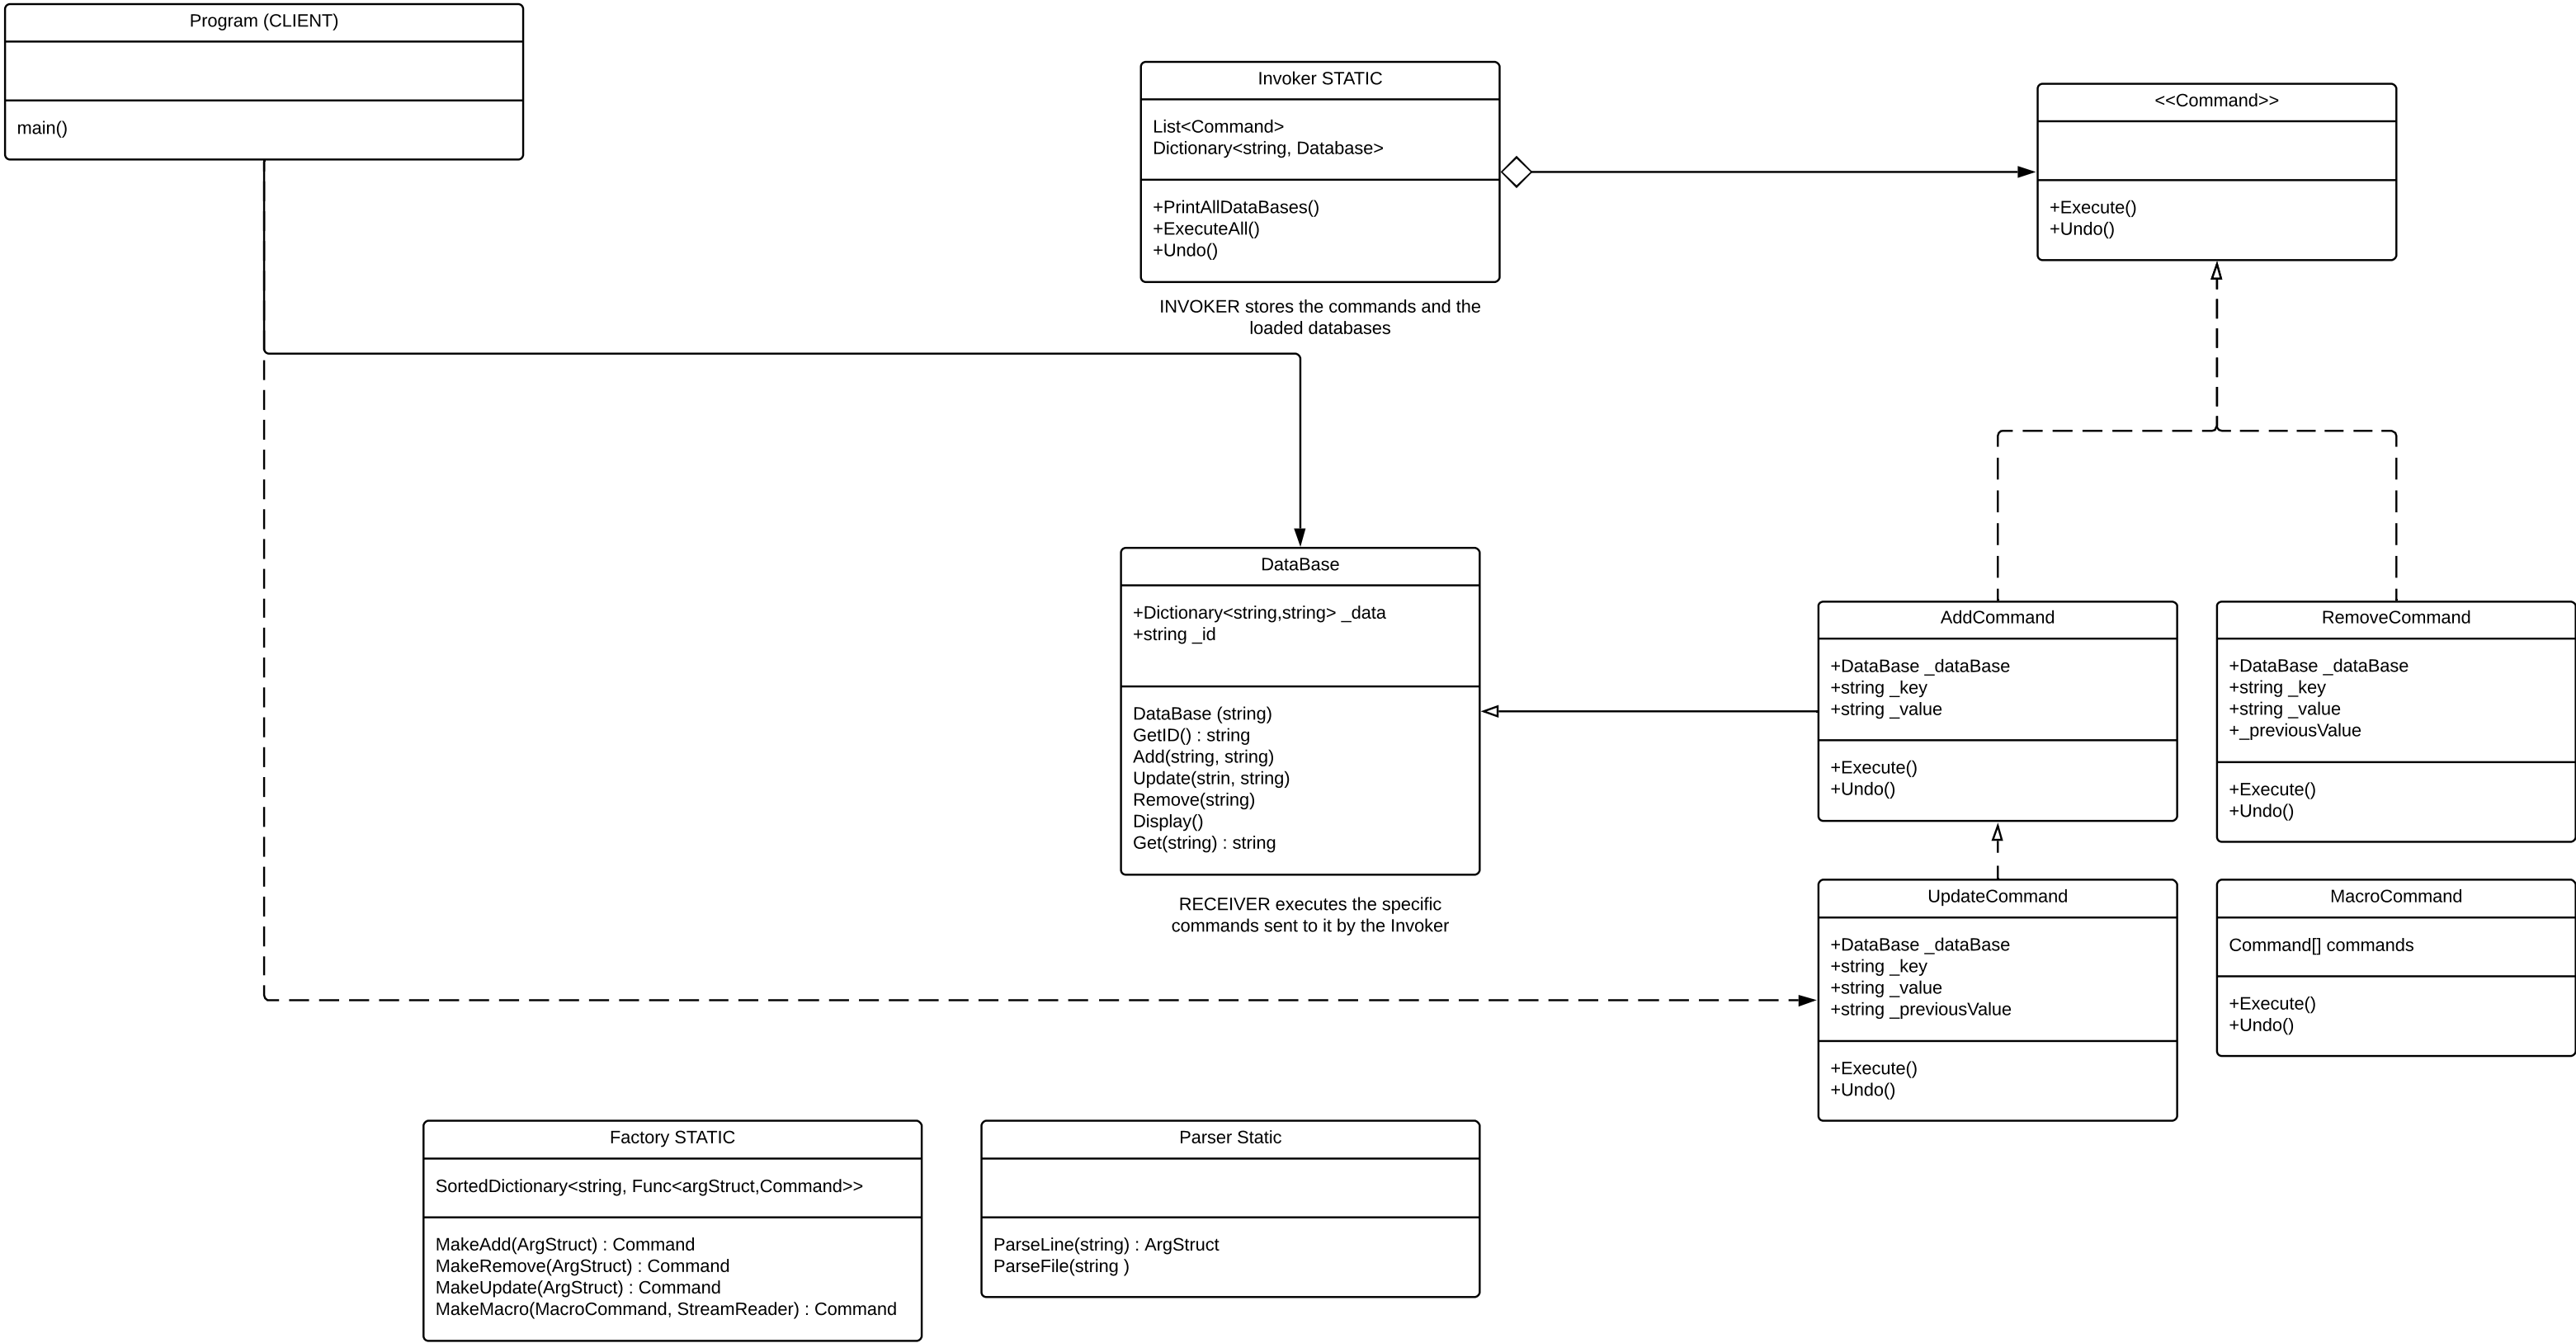 Program (CLIENT)
main()
Invoker STATIC
List<Command>
Dictionary<string, Database>
+PrintAllDataBases()
+ExecuteAll()
+Undo()
INVOKER stores the commands and the
loaded databases
<<Command>>
+Execute()
+Undo()
DataBase
+Dictionary<string,string> _data
+string _id
DataBase (string)
GetID() : string
Add(string, string)
Update(strin, string)
Remove(string)
Display()
Get(string) : string
RECEIVER executes the specific
commands sent to it by the Invoker
AddCommand
+DataBase _dataBase
+string _key
+string _value
+Execute()
+Undo()
RemoveCommand
+DataBase _dataBase
+string _key
+string _value
+_previousValue
+Execute()
+Undo()
UpdateCommand
+DataBase _dataBase
+string _key
+string _value
+string _previousValue
+Execute()
+Undo()
MacroCommand
Command[] commands
+Execute()
+Undo()
Factory STATIC
SortedDictionary<string, Func<argStruct,Command>>
MakeAdd(ArgStruct) : Command
MakeRemove(ArgStruct) : Command
MakeUpdate(ArgStruct) : Command
MakeMacro(MacroCommand, StreamReader) : Command
Parser Static
ParseLine(string) : ArgStruct
ParseFile(string )